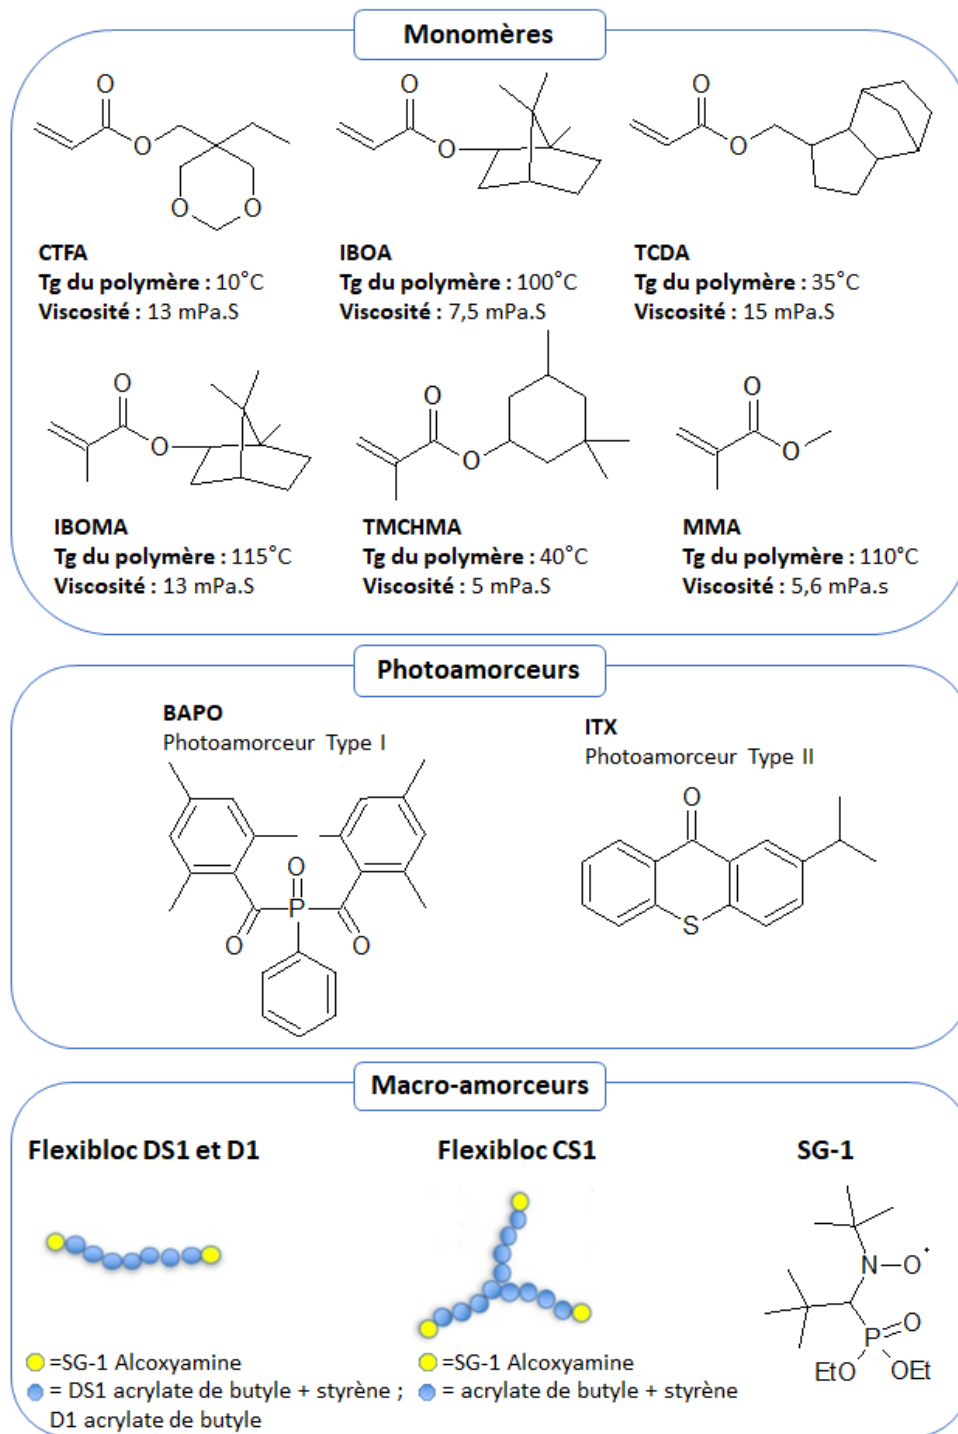 Monomères
O
O
O
O
CTFA
Tg du polymère : 10°C
Viscosité : 13 mPa.S
O
O
IBOA
Tg du polymère : 100°C
Viscosité : 7,5 mPa.S
O
O
TCDA
Tg du polymère : 35°C
Viscosité : 15 mPa.S
O
O
IBOMA
Tg du polymère : 115°C
Viscosité : 13 mPa.S
O
O
TMCHMA
Tg du polymère : 40°C
Viscosité : 5 mPa.S
O
O
MMA
Tg du polymère : 110°C
Viscosité : 5,6 mPa.s
Photoamorceurs
BAPO
Photoamorceur Type I
O
P
O
O
ITX
Photoamorceur Type II
O
S
Macro-amorceurs
Flexibloc DS1 et D1
=SG-1 Alcoxyamine
= DS1 acrylate de butyle + styrène ;
D1 acrylate de butyle
Flexibloc CS1
=SG-1 Alcoxyamine
= acrylate de butyle + styrène
SG-1
N–O•
P
O
EtO
OEt